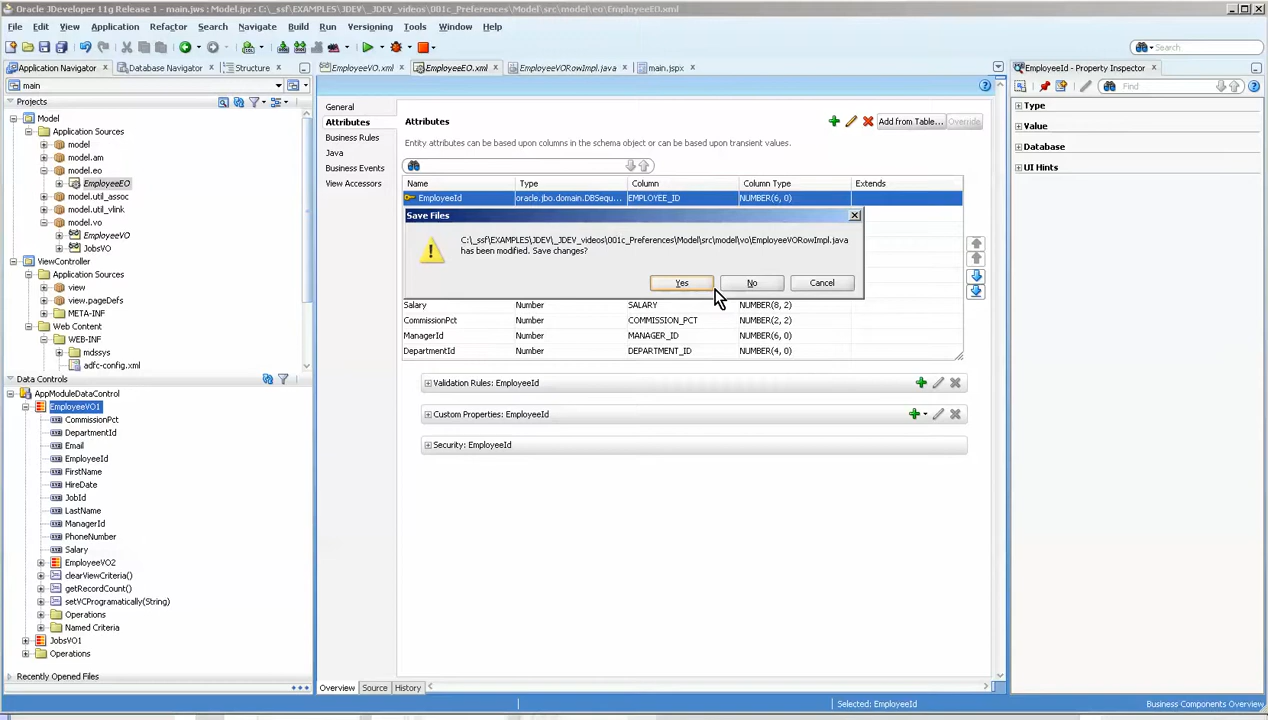 Oracle JDeveloper 11g Release 1 - main.jws : Model.jpr : C:\_ssf\EXAMPLES\JDEV\_JDEV_videos\001c_Preferences\Model\src\model\eo\EmployeeEO.xml
File Edit View Application Refactor Search Navigate Build Run Versioning Tools Window Help
Search
Application Navigator Database Navigator Structure
EmployeeVO.xml EmployeeEO.xml EmployeeVORowImpl.java main.jspx
EmployeeId - Property Inspector
main
Find
Projects
Model
Application Sources
model
model.am
model.eo
EmployeeEO
model.util_assoc
model.util_vlink
model.vo
EmployeeVO
JobsVO
ViewController
Application Sources
view
view.pageDefs
META-INF
Web Content
WEB-INF
mdssys
adfc-config.xml
Data Controls
AppModuleDataControl
EmployeeVO1
CommissionPct
DepartmentId
Email
EmployeeId
FirstName
HireDate
JobId
LastName
ManagerId
PhoneNumber
Salary
EmployeeVO2
clearViewCriteria()
getRecordCount()
setVCProgramatically(String)
Operations
Named Criteria
JobsVO1
Operations
Recently Opened Files
General
Attributes
Business Rules
Java
Business Events
View Accessors
Attributes
Add from Table... Override
Entity attributes can be based upon columns in the schema object or can be based upon transient values.
Name Type Column Column Type Extends
EmployeeId oracle.jbo.domain.DBSequ... EMPLOYEE_ID NUMBER(6, 0)
Save Files
C:\_ssf\EXAMPLES\JDEV\_JDEV_videos\001c_Preferences\Model\src\model\vo\EmployeeVORowImpl.java
has been modified. Save changes?
Yes No Cancel
Salary Number SALARY NUMBER(8, 2)
CommissionPct Number COMMISSION_PCT NUMBER(2, 2)
ManagerId Number MANAGER_ID NUMBER(6, 0)
DepartmentId Number DEPARTMENT_ID NUMBER(4, 0)
Validation Rules: EmployeeId
Custom Properties: EmployeeId
Security: EmployeeId
Overview Source History
Type
Value
Database
UI Hints
Selected: EmployeeId
Business Components Overview